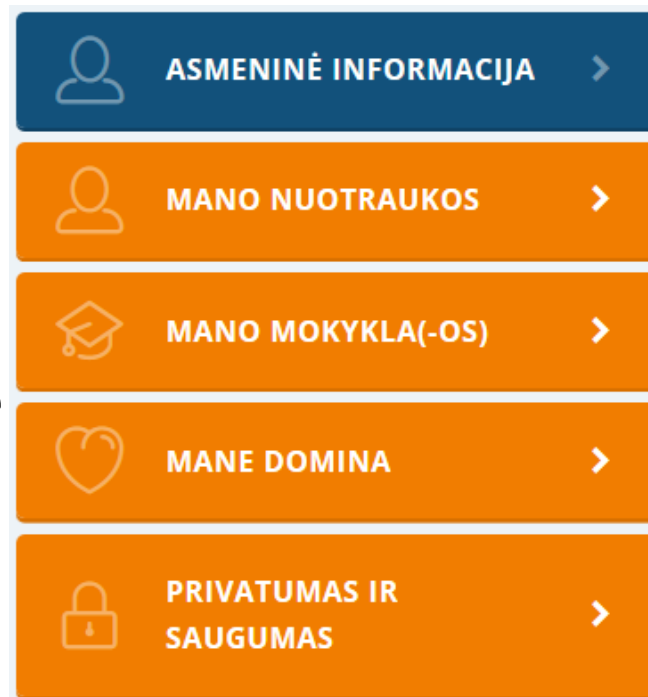 ASMENINĖ INFORMACIJA
MANO NUOTRAUKOS
MANO MOKYKLA(-OS)
MANE DOMINA
PRIVATUMAS IR
SAUGUMAS